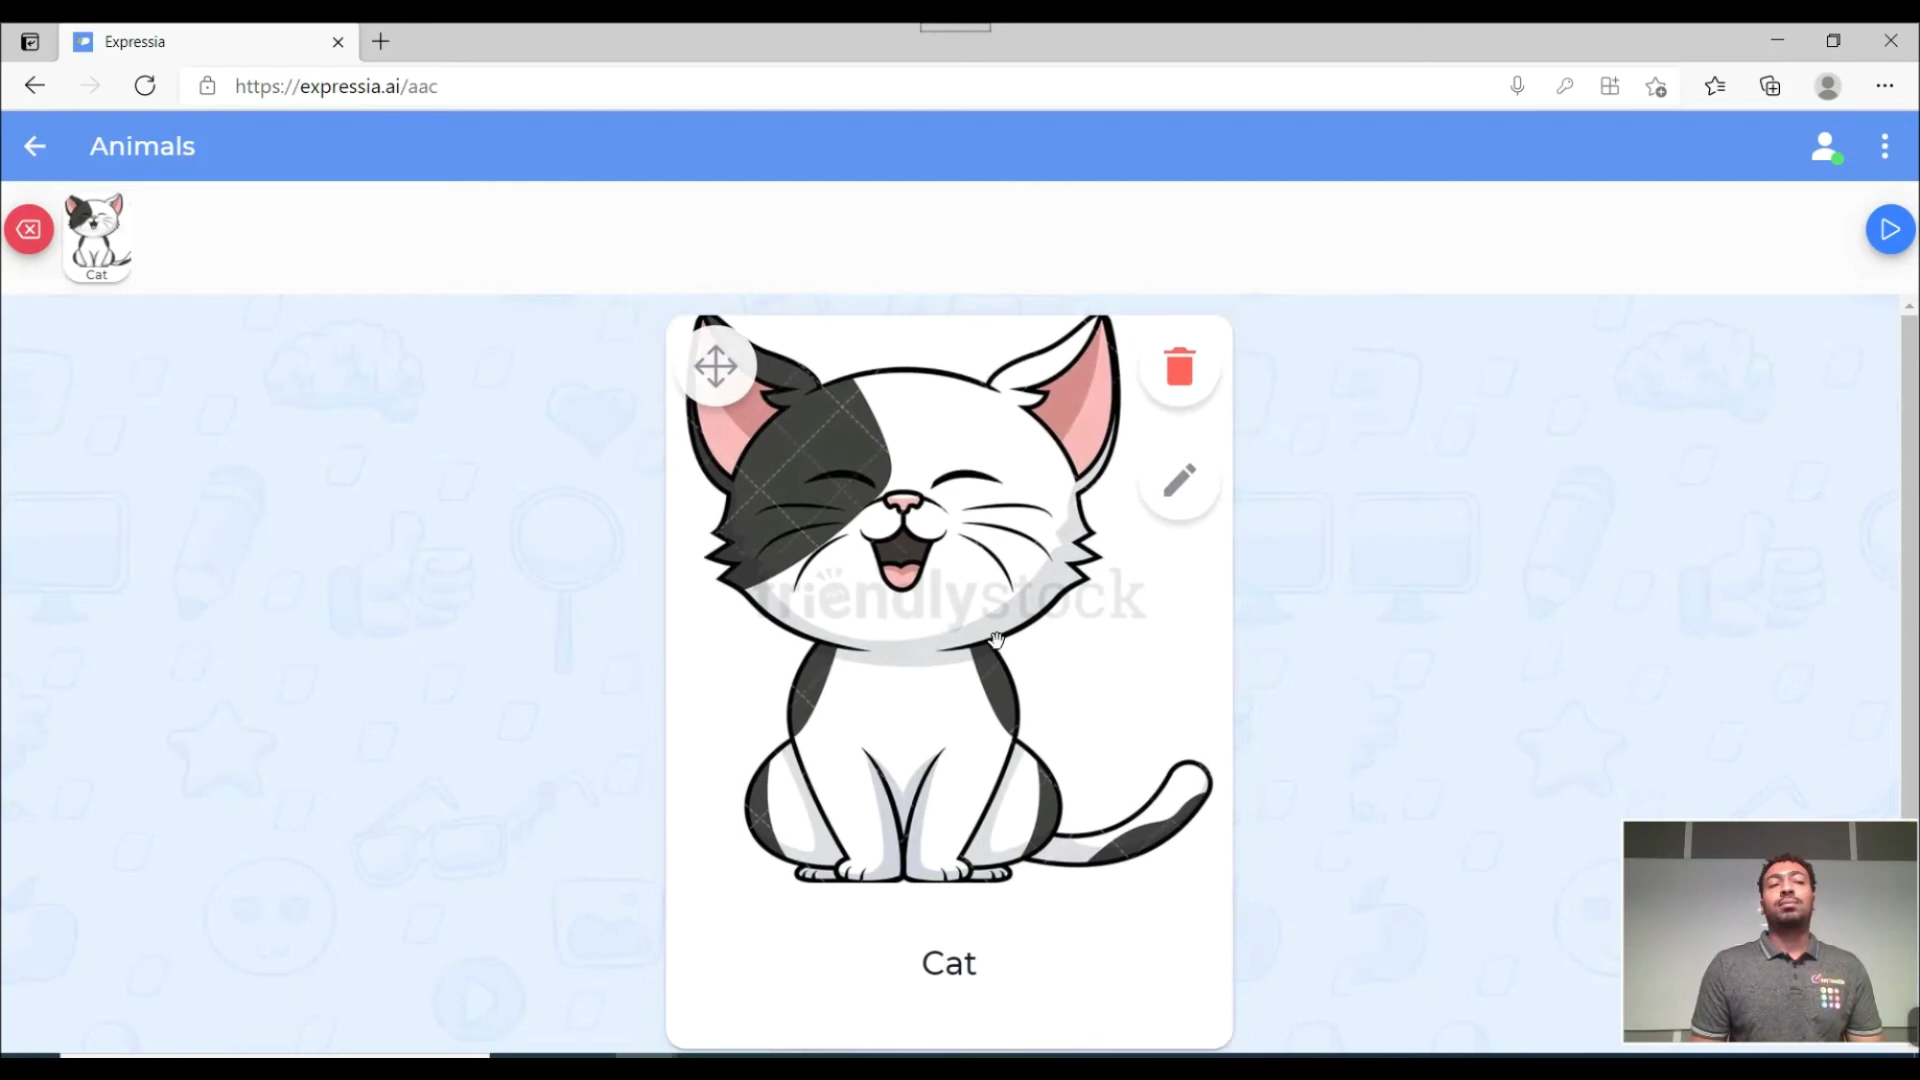 Expressia
https://expressia.ai/aac
Animals
Cat
friendlystock
Cat